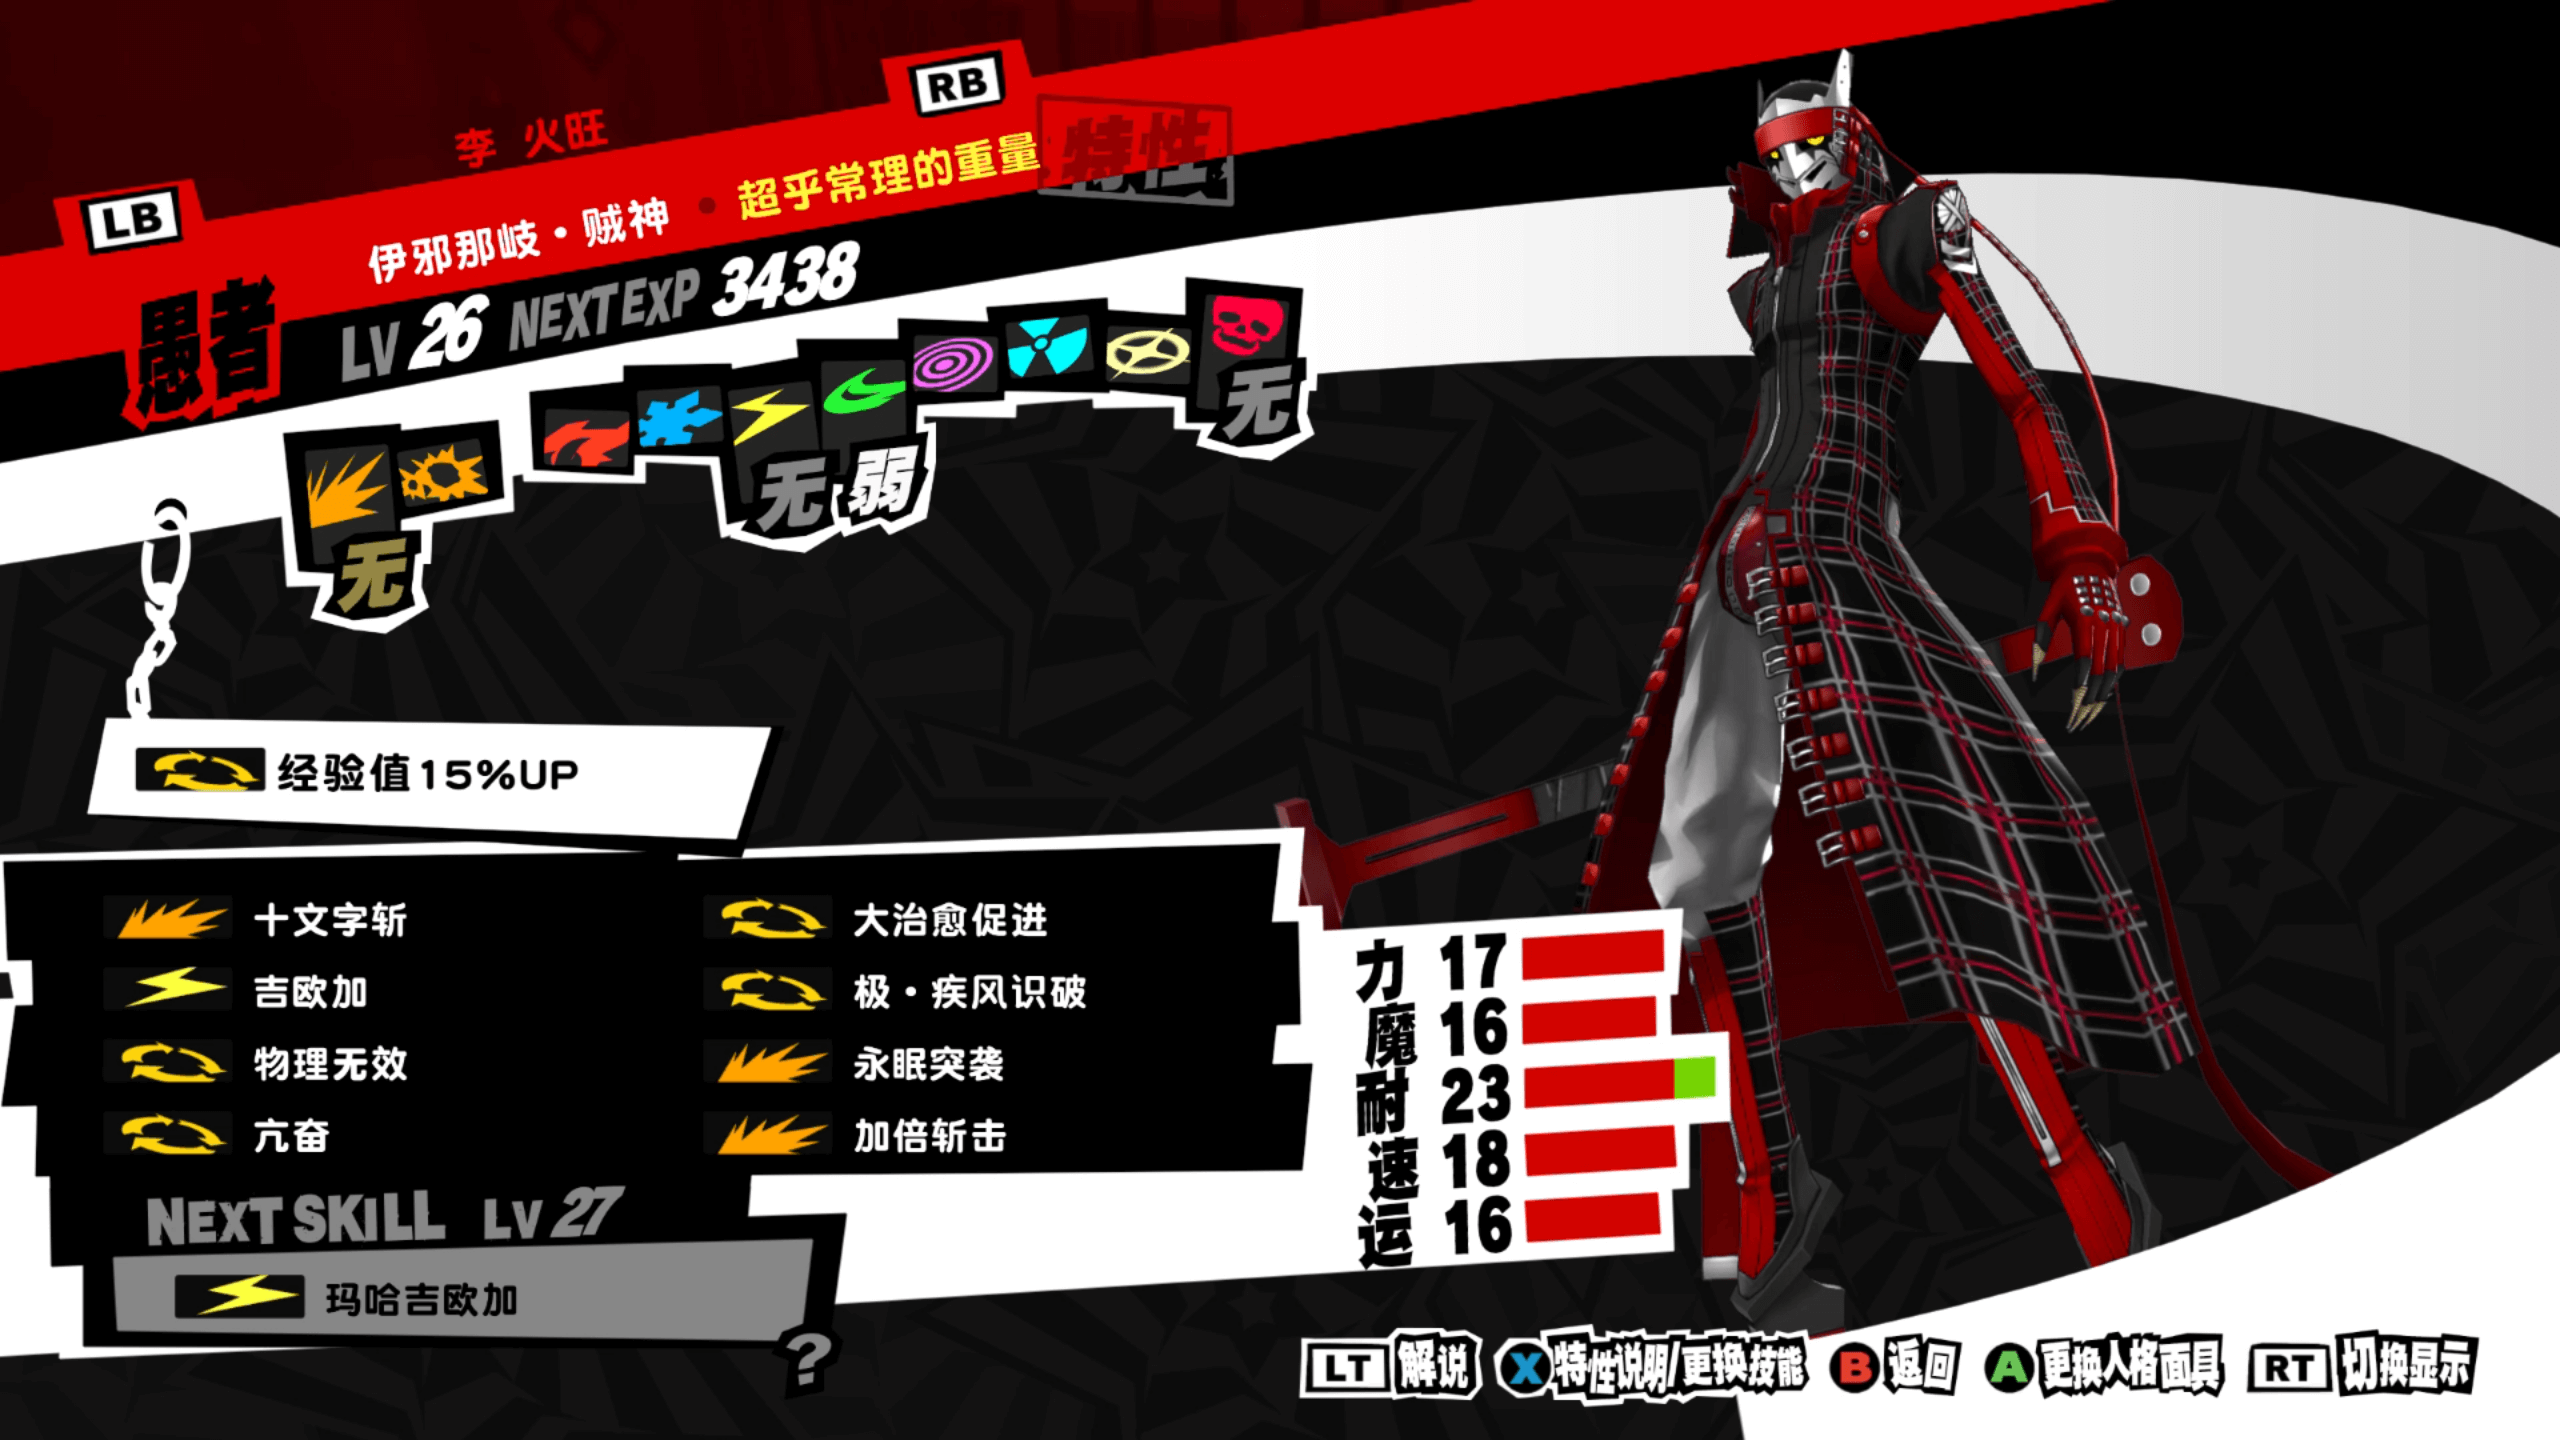 RB
李 火旺
特性
LB
伊邪那岐・贼神 ・ 超乎常理的重量
愚者
LV 26 NEXT EXP 3438
无
无
弱
无
经验值15%UP
十文字斩
大治愈促进
吉欧加
极・疾风识破
物理无效
永眠突袭
亢奋
加倍斩击
力 17
魔 16
耐 23
速 18
运 16
NEXT SKILL LV 27
玛哈吉欧加
?
LT 解说 X 特性说明/更换技能 B 返回 A 更换人格面具 RT 切换显示